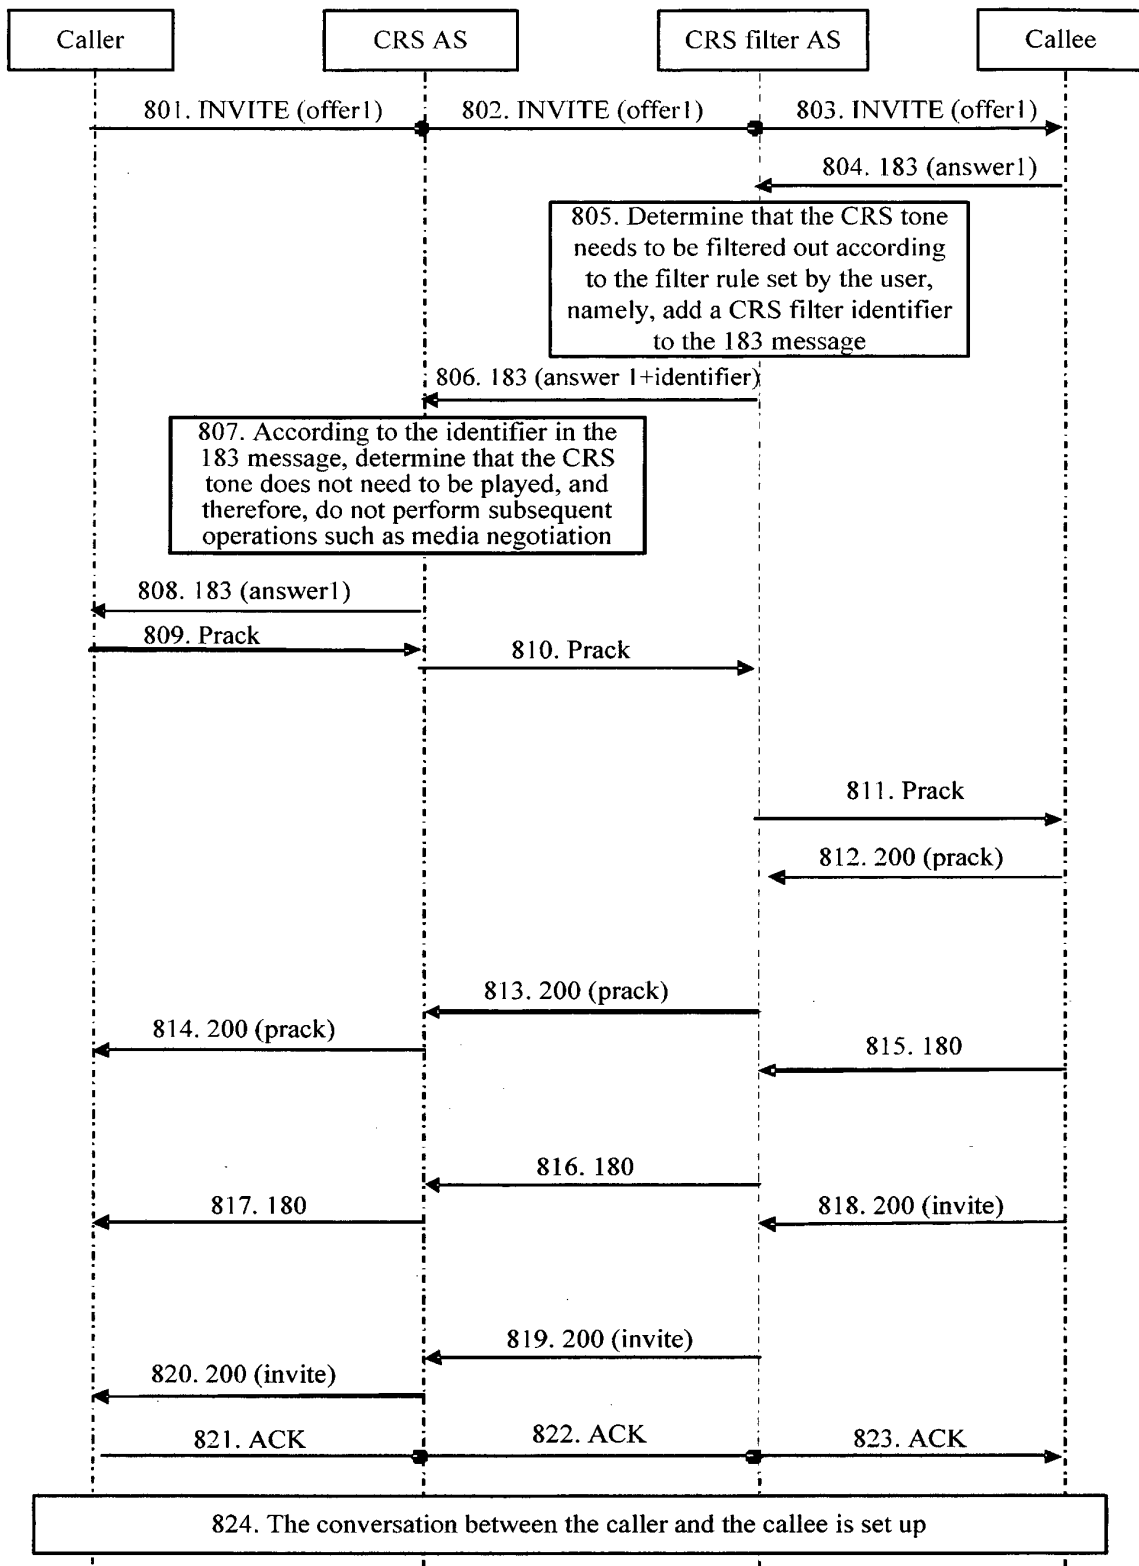 Caller
CRS AS
CRS filter AS
Callee
801. INVITE (offer1)
802. INVITE (offer1)
803. INVITE (offer1)
804. 183 (answer1)
805. Determine that the CRS tone
needs to be filtered out according
to the filter rule set by the user,
namely, add a CRS filter identifier
to the 183 message
806. 183 (answer 1+identifier)
807. According to the identifier in the
183 message, determine that the CRS
tone does not need to be played, and
therefore, do not perform subsequent
operations such as media negotiation
808. 183 (answer1)
809. Prack
810. Prack
811. Prack
812. 200 (prack)
813. 200 (prack)
814. 200 (prack)
815. 180
816. 180
817. 180
818. 200 (invite)
819. 200 (invite)
820. 200 (invite)
821. ACK
822. ACK
823. ACK
824. The conversation between the caller and the callee is set up